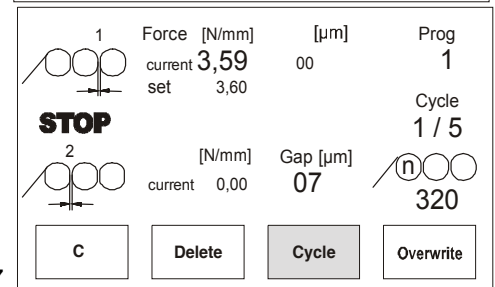 1 Force [N/mm] [µm] Prog
current 3,59 00 1
set 3,60
Cycle
STOP 1 / 5
2 [N/mm] Gap [µm] n
current 0,00 07 320
C Delete Cycle Overwrite